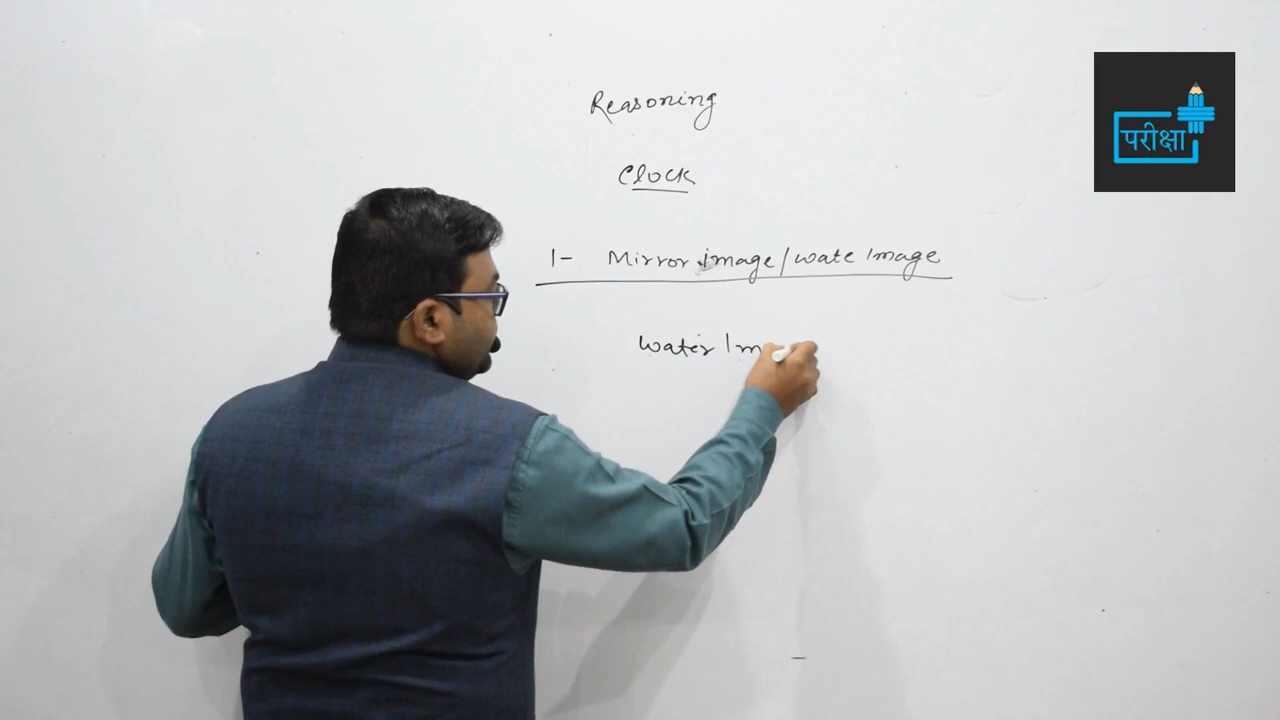 Reasoning
Clock
1- Mirror image/wate Image
water Im
परीक्षा